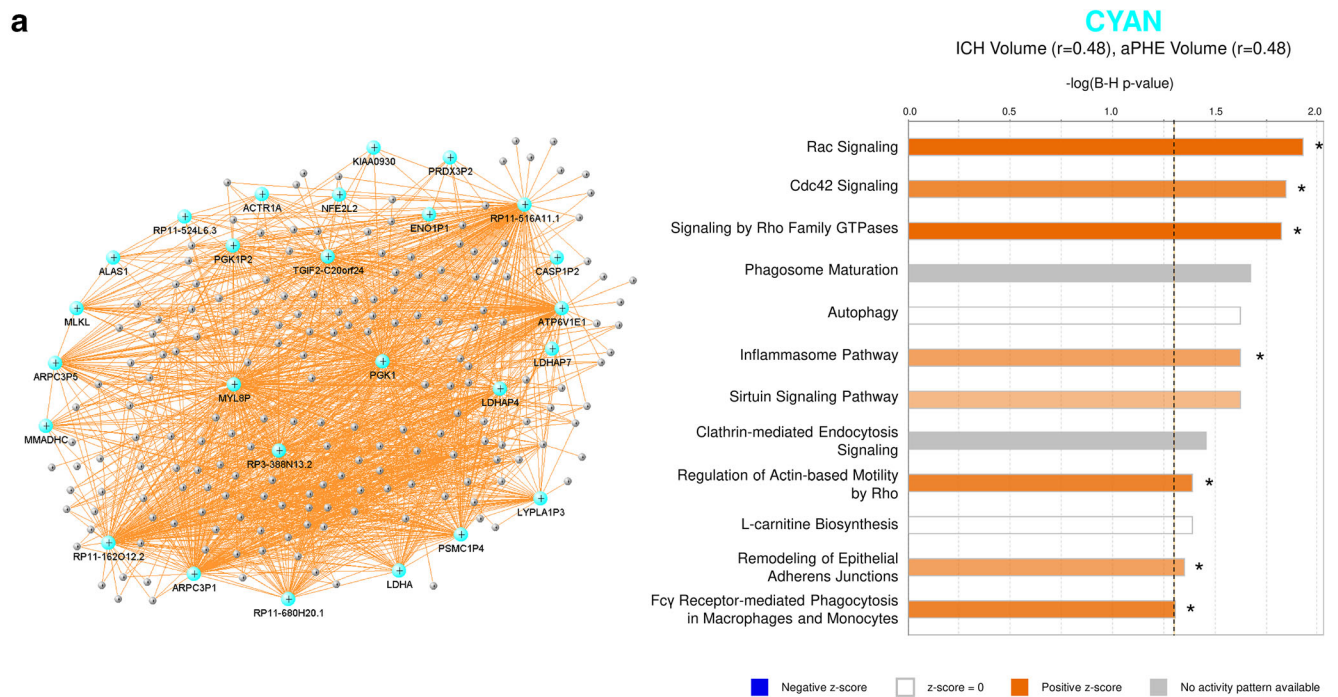 a
CYAN
ICH Volume (r=0.48), aPHE Volume (r=0.48)
-log(B-H p-value)
0.0 0.5 1.0 1.5 2.0
Rac Signaling
*
Cdc42 Signaling
*
Signaling by Rho Family GTPases
*
Phagosome Maturation
Autophagy
Inflammasome Pathway
*
Sirtuin Signaling Pathway
Clathrin-mediated Endocytosis
Signaling
Regulation of Actin-based Motility
by Rho
*
L-carnitine Biosynthesis
Remodeling of Epithelial
Adherens Junctions
*
Fcγ Receptor-mediated Phagocytosis
in Macrophages and Monocytes
*
Negative z-score
z-score = 0
Positive z-score
No activity pattern available
KIAA0930
PRDX3P2
ACTR1A
NFE2L2
RP11-516A11.1
RP11-524L6.3
ENO1P1
PGK1P2
TGIF2-C20orf24
ALAS1
CASP1P2
MLKL
ATP6V1E1
LDHAP7
ARPC3P5
PGK1
MYL8P
LDHAP4
MMADHC
RP3-388N13.2
LYPLA1P3
PSMC1P4
RP11-162O12.2
ARPC3P1
LDHA
RP11-680H20.1